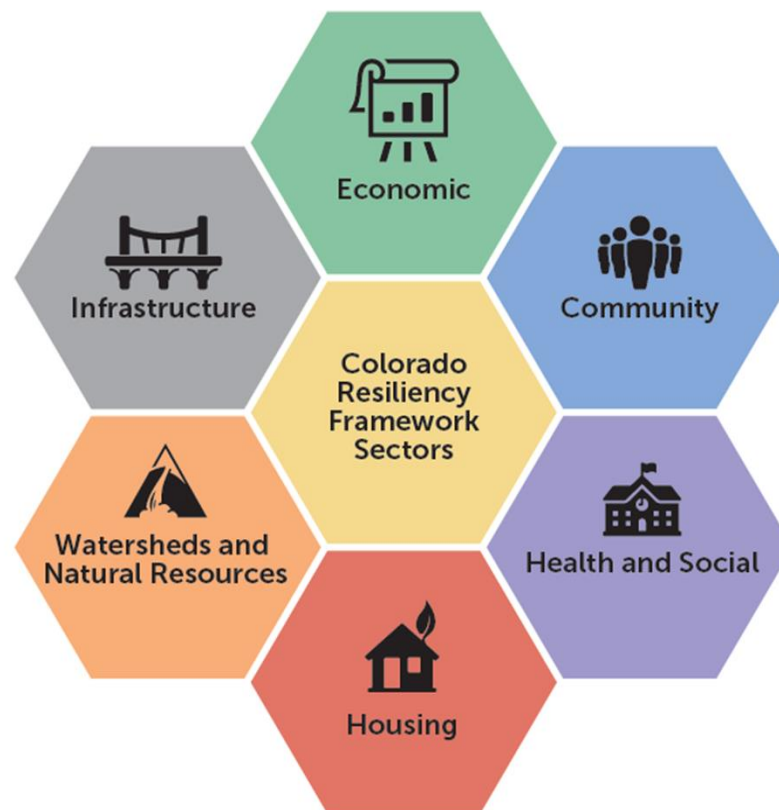 Economic
Infrastructure
Community
Colorado
Resiliency
Framework
Sectors
Watersheds and
Natural Resources
Health and Social
Housing